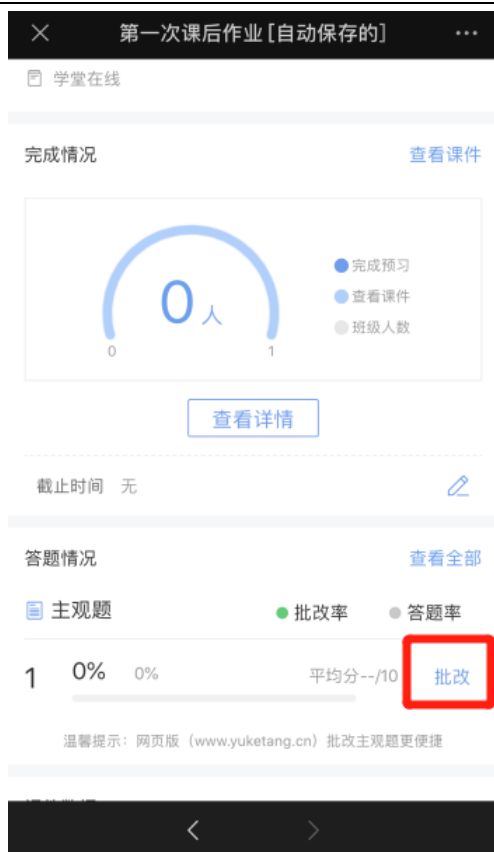 第一次课后作业 [自动保存的]
学堂在线
完成情况 查看课件
完成预习
0人 查看课件
班级人数
0 1
查看详情
截止时间 无
答题情况 查看全部
主观题 批改率 答题率
1 0% 0% 平均分--/10 批改
温馨提示：网页版（www.yuketang.cn）批改主观题更便捷